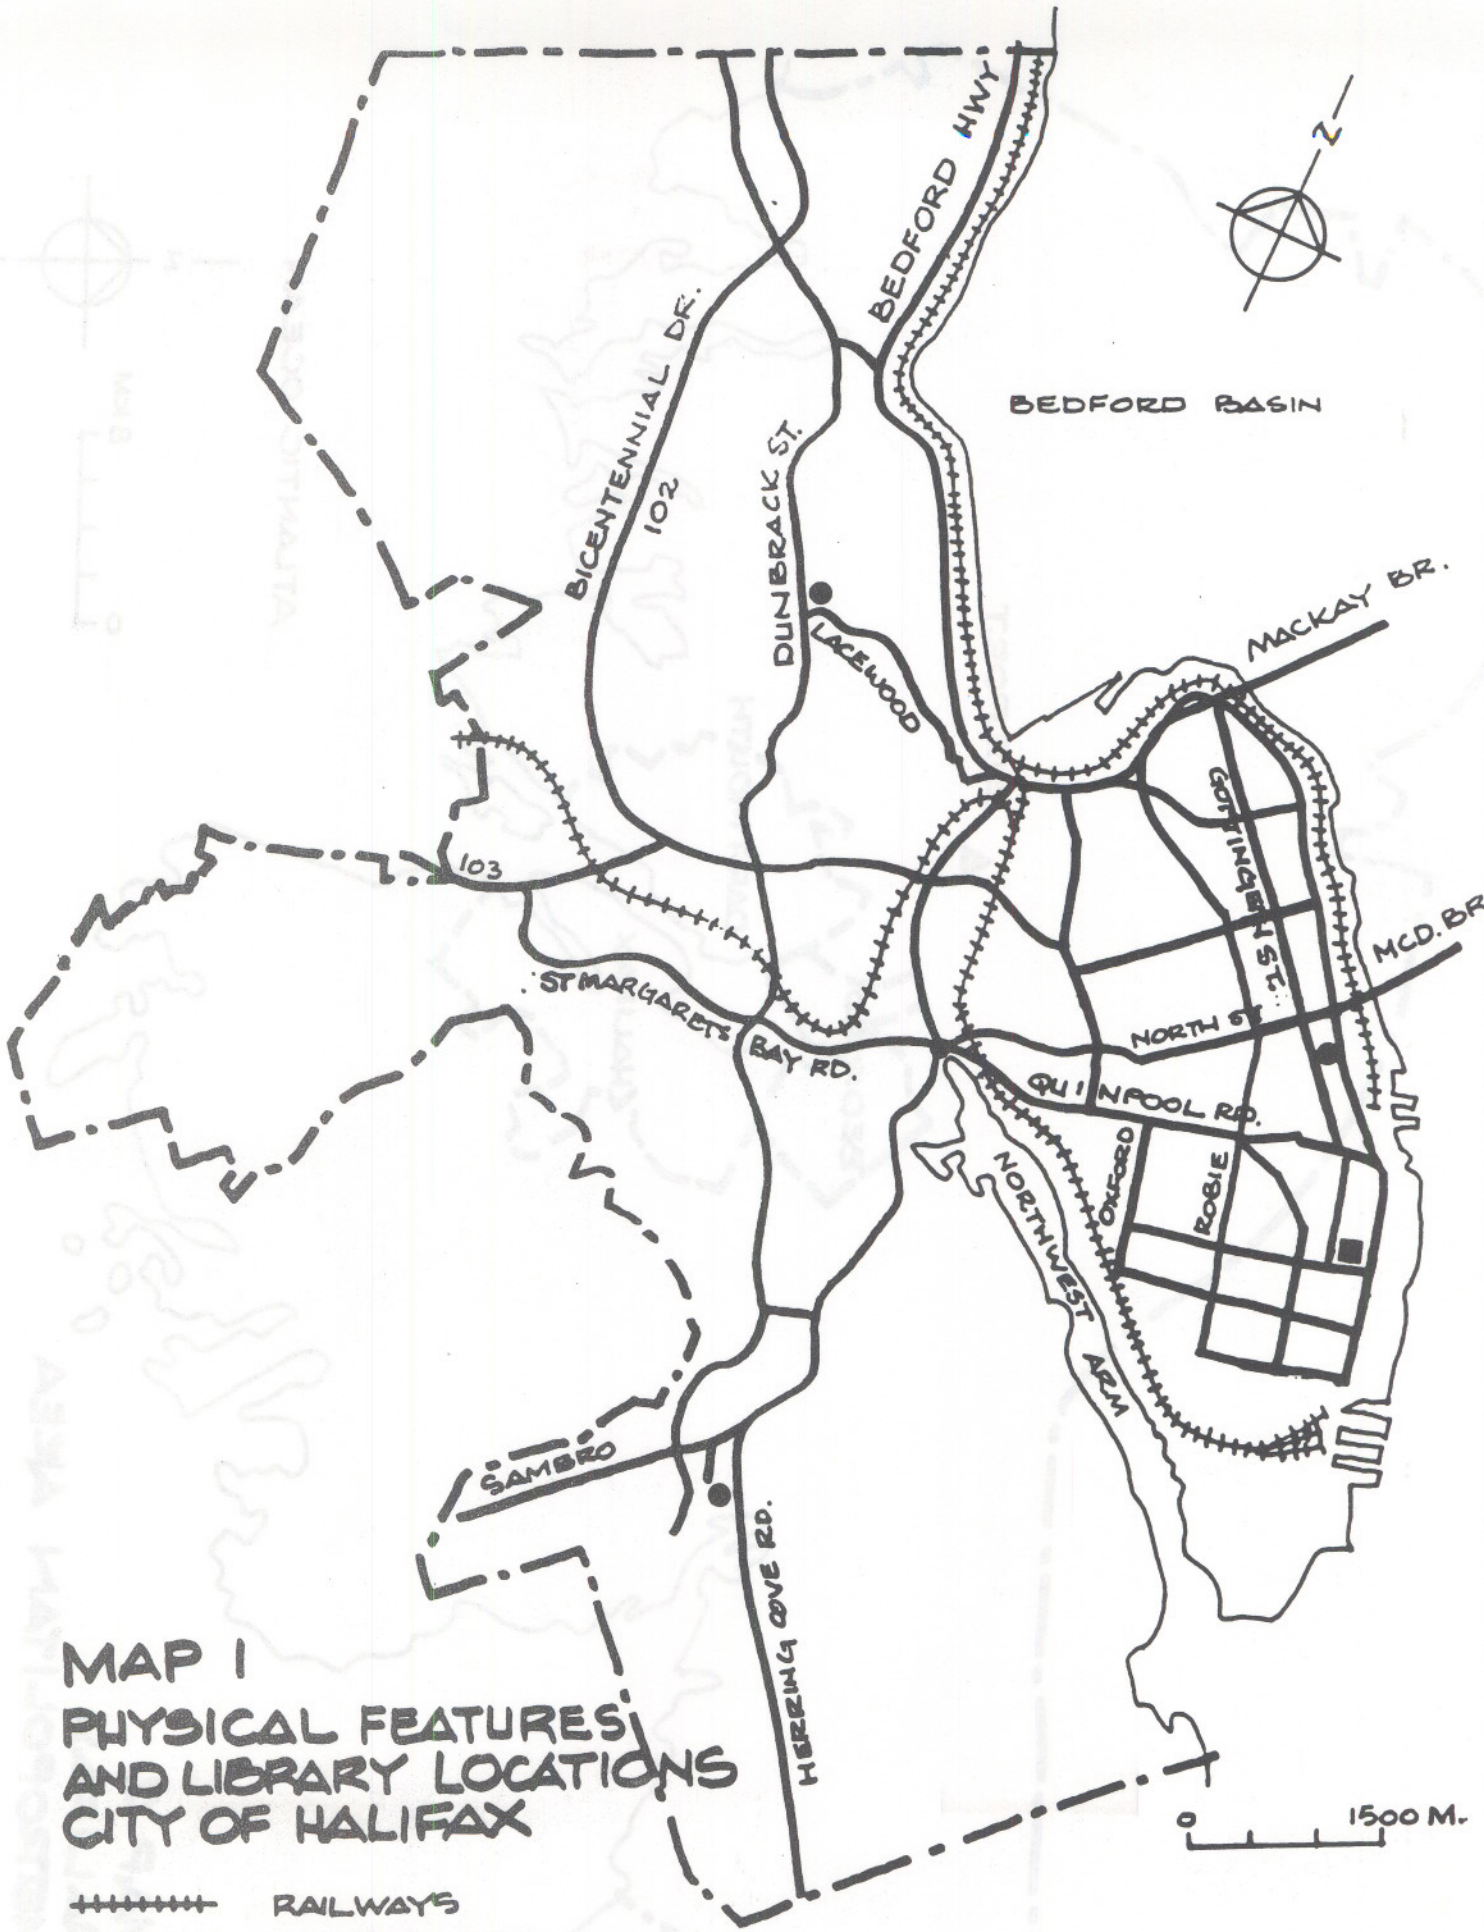 BEDFORD HWY
N
BEDFORD BASIN
BICENTENNIAL DR.
102
DUNBRACK ST.
LACEWOOD
MACKAY BR.
GOTTINGEN ST.
103
MCD. BR
ST MARGARETS BAY RD.
NORTH ST
QUINPOOL RD.
OXFORD
ROBIE
NORTHWEST ARM
SAMBRO
HERRING COVE RD.
MAP 1
PHYSICAL FEATURES
AND LIBRARY LOCATIONS
CITY OF HALIFAX
0 1500 M.
RAILWAYS